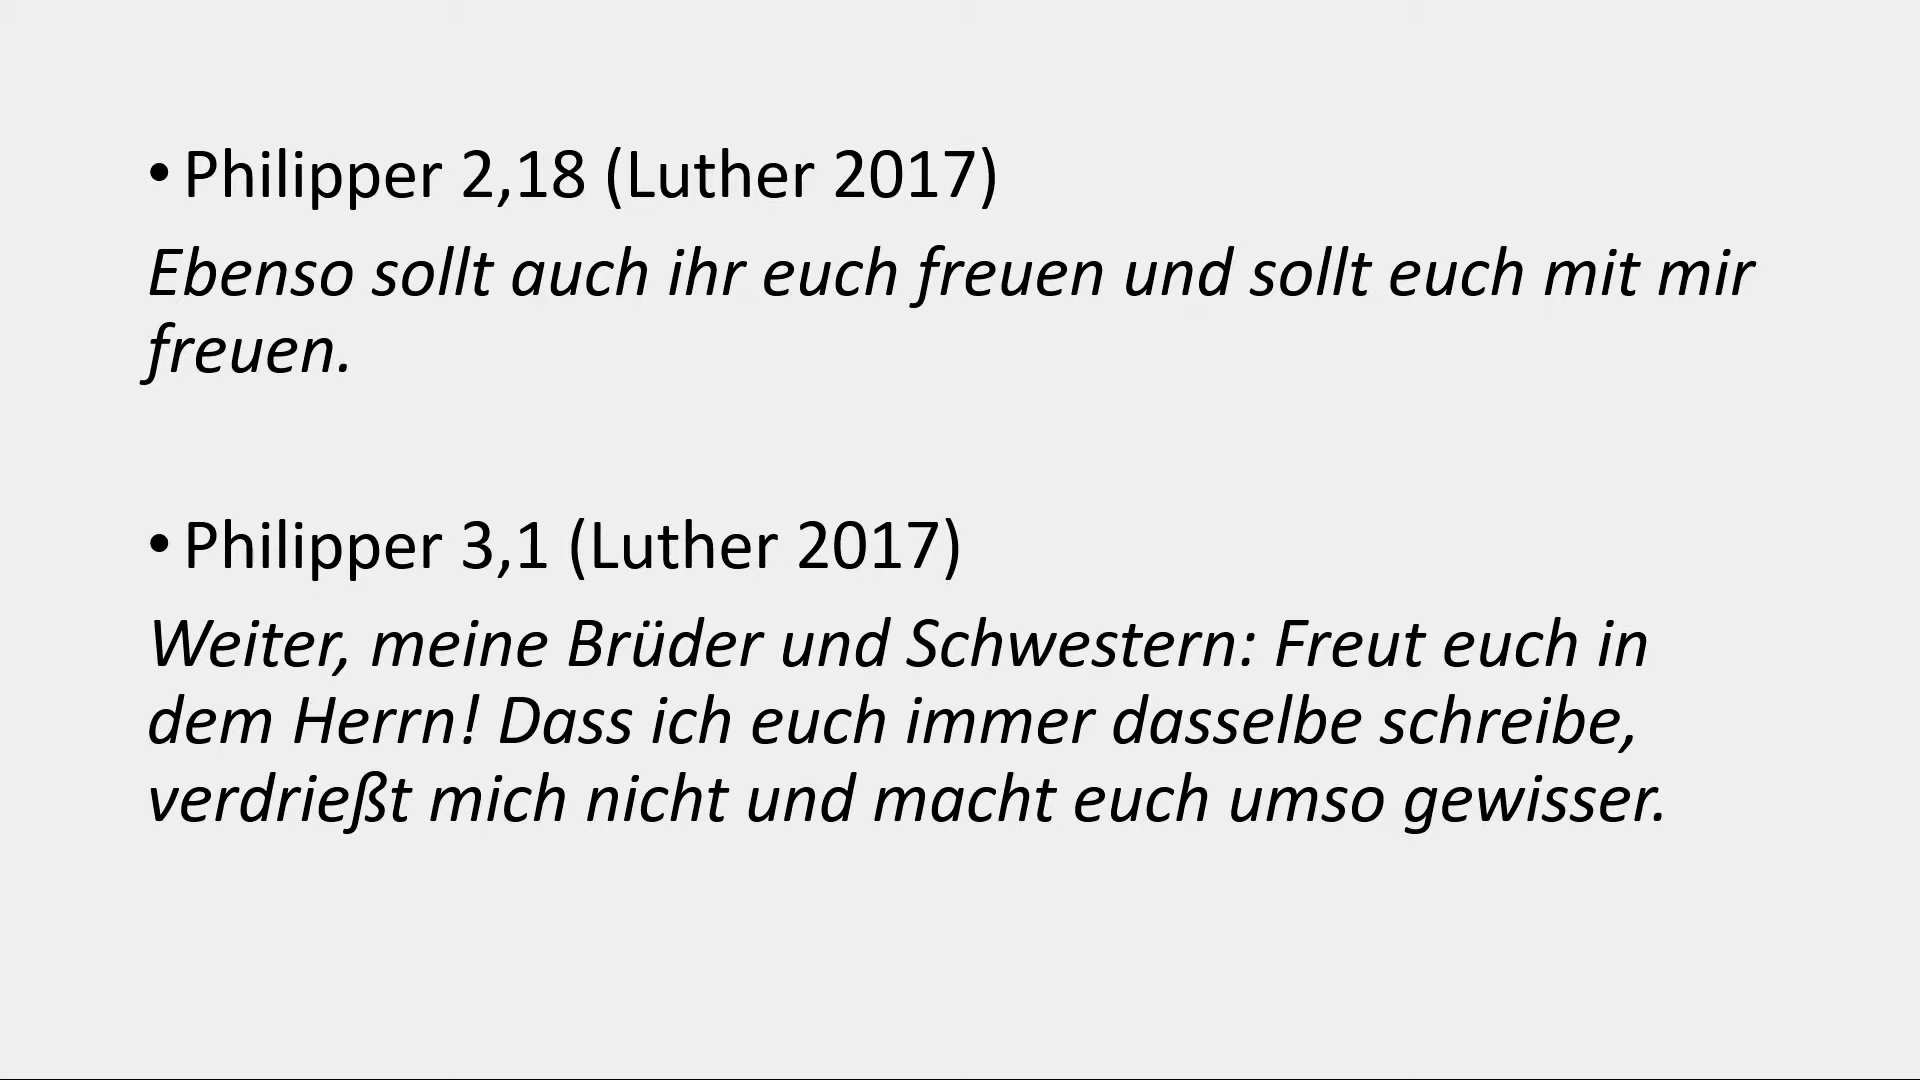 • Philipper 2,18 (Luther 2017)
Ebenso sollt auch ihr euch freuen und sollt euch mit mir
freuen.
• Philipper 3,1 (Luther 2017)
Weiter, meine Brüder und Schwestern: Freut euch in
dem Herrn! Dass ich euch immer dasselbe schreibe,
verdrießt mich nicht und macht euch umso gewisser.